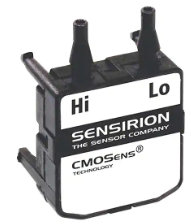 Hi Lo
SENSIRION
THE SENSOR COMPANY
CMOSENS®
TECHNOLOGY